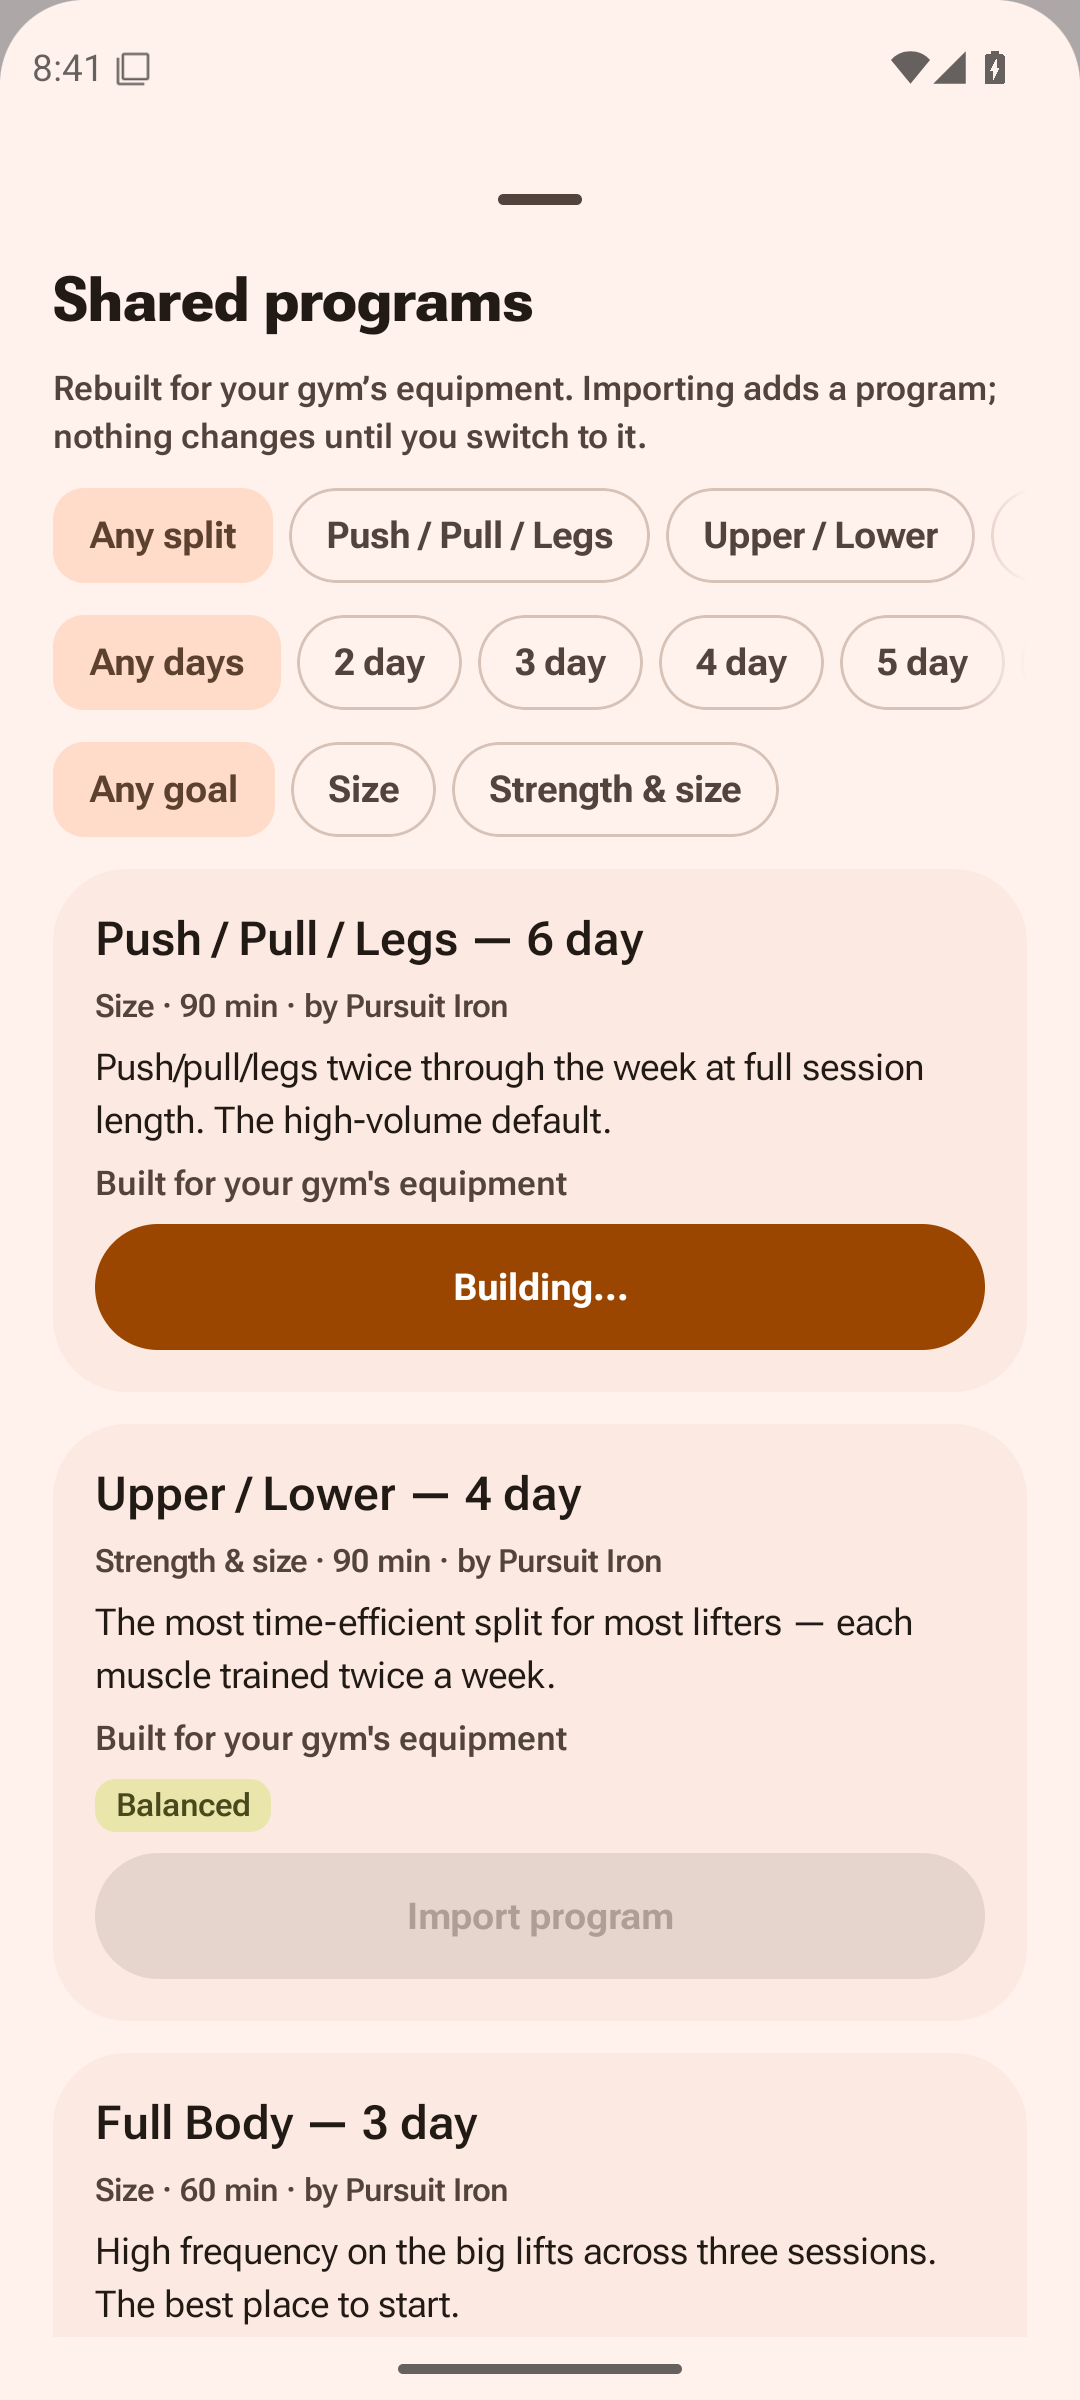 8:41
Shared programs
Rebuilt for your gym’s equipment. Importing adds a program;
nothing changes until you switch to it.
Any split
Push / Pull / Legs
Upper / Lower
Any days
2 day
3 day
4 day
5 day
Any goal
Size
Strength & size
Push / Pull / Legs — 6 day
Size · 90 min · by Pursuit Iron
Push/pull/legs twice through the week at full session
length. The high-volume default.
Built for your gym's equipment
Building…
Upper / Lower — 4 day
Strength & size · 90 min · by Pursuit Iron
The most time-efficient split for most lifters — each
muscle trained twice a week.
Built for your gym's equipment
Balanced
Import program
Full Body — 3 day
Size · 60 min · by Pursuit Iron
High frequency on the big lifts across three sessions.
The best place to start.